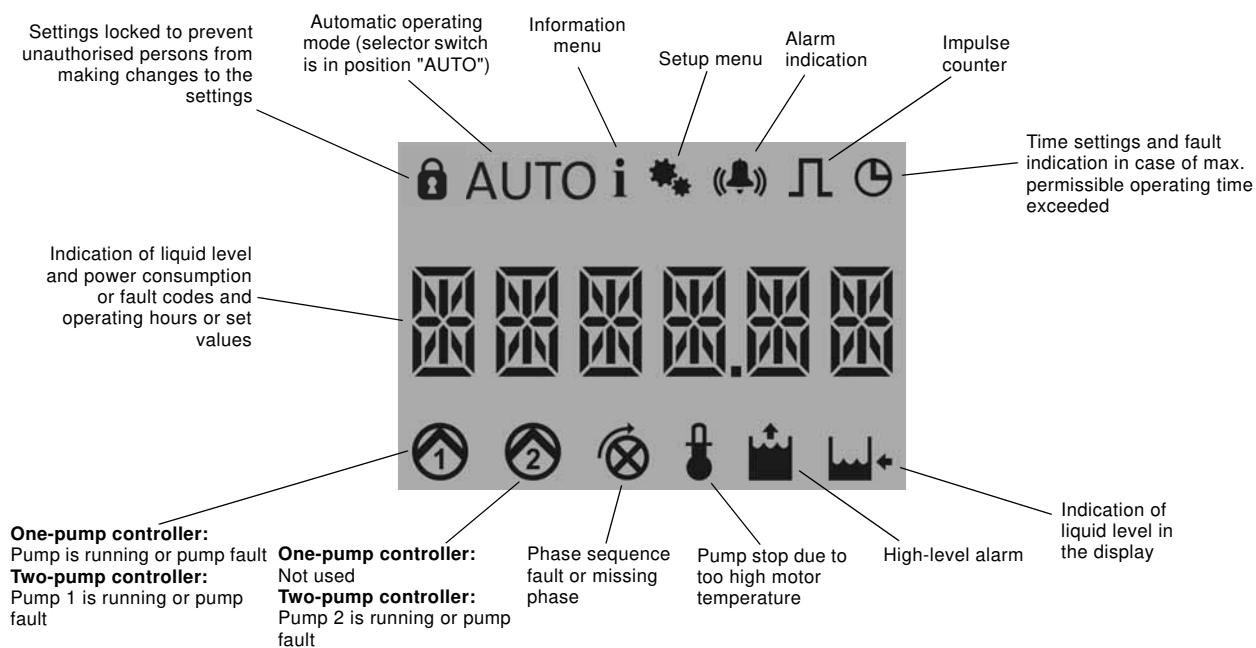 Settings locked to prevent
unauthorised persons from
making changes to the
settings
Automatic operating
mode (selector switch
is in position "AUTO")
Information
menu
Setup menu
Alarm
indication
Impulse
counter
Time settings and fault
indication in case of max.
permissible operating time
exceeded
AUTO i
Indication of liquid level
and power consumption
or fault codes and
operating hours or set
values
1
2
One-pump controller:
Pump is running or pump fault
Two-pump controller:
Pump 1 is running or pump
fault
One-pump controller:
Not used
Two-pump controller:
Pump 2 is running or pump
fault
Phase sequence
fault or missing
phase
Pump stop due to
too high motor
temperature
High-level alarm
Indication of
liquid level in
the display